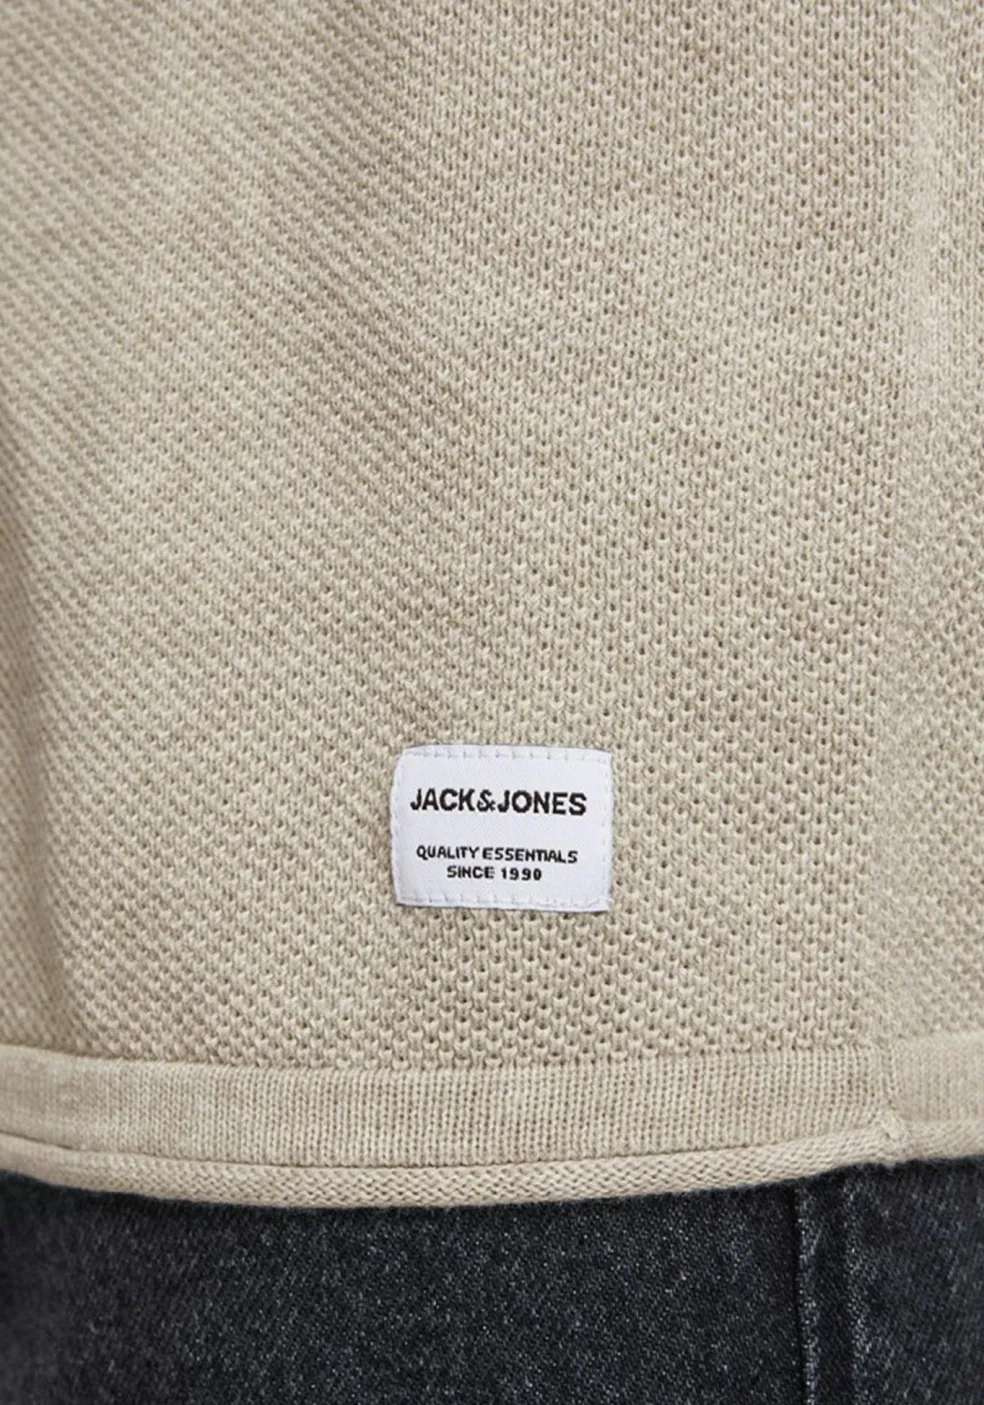 JACK&JONES
QUALITY ESSENTIALS
SINCE 1990